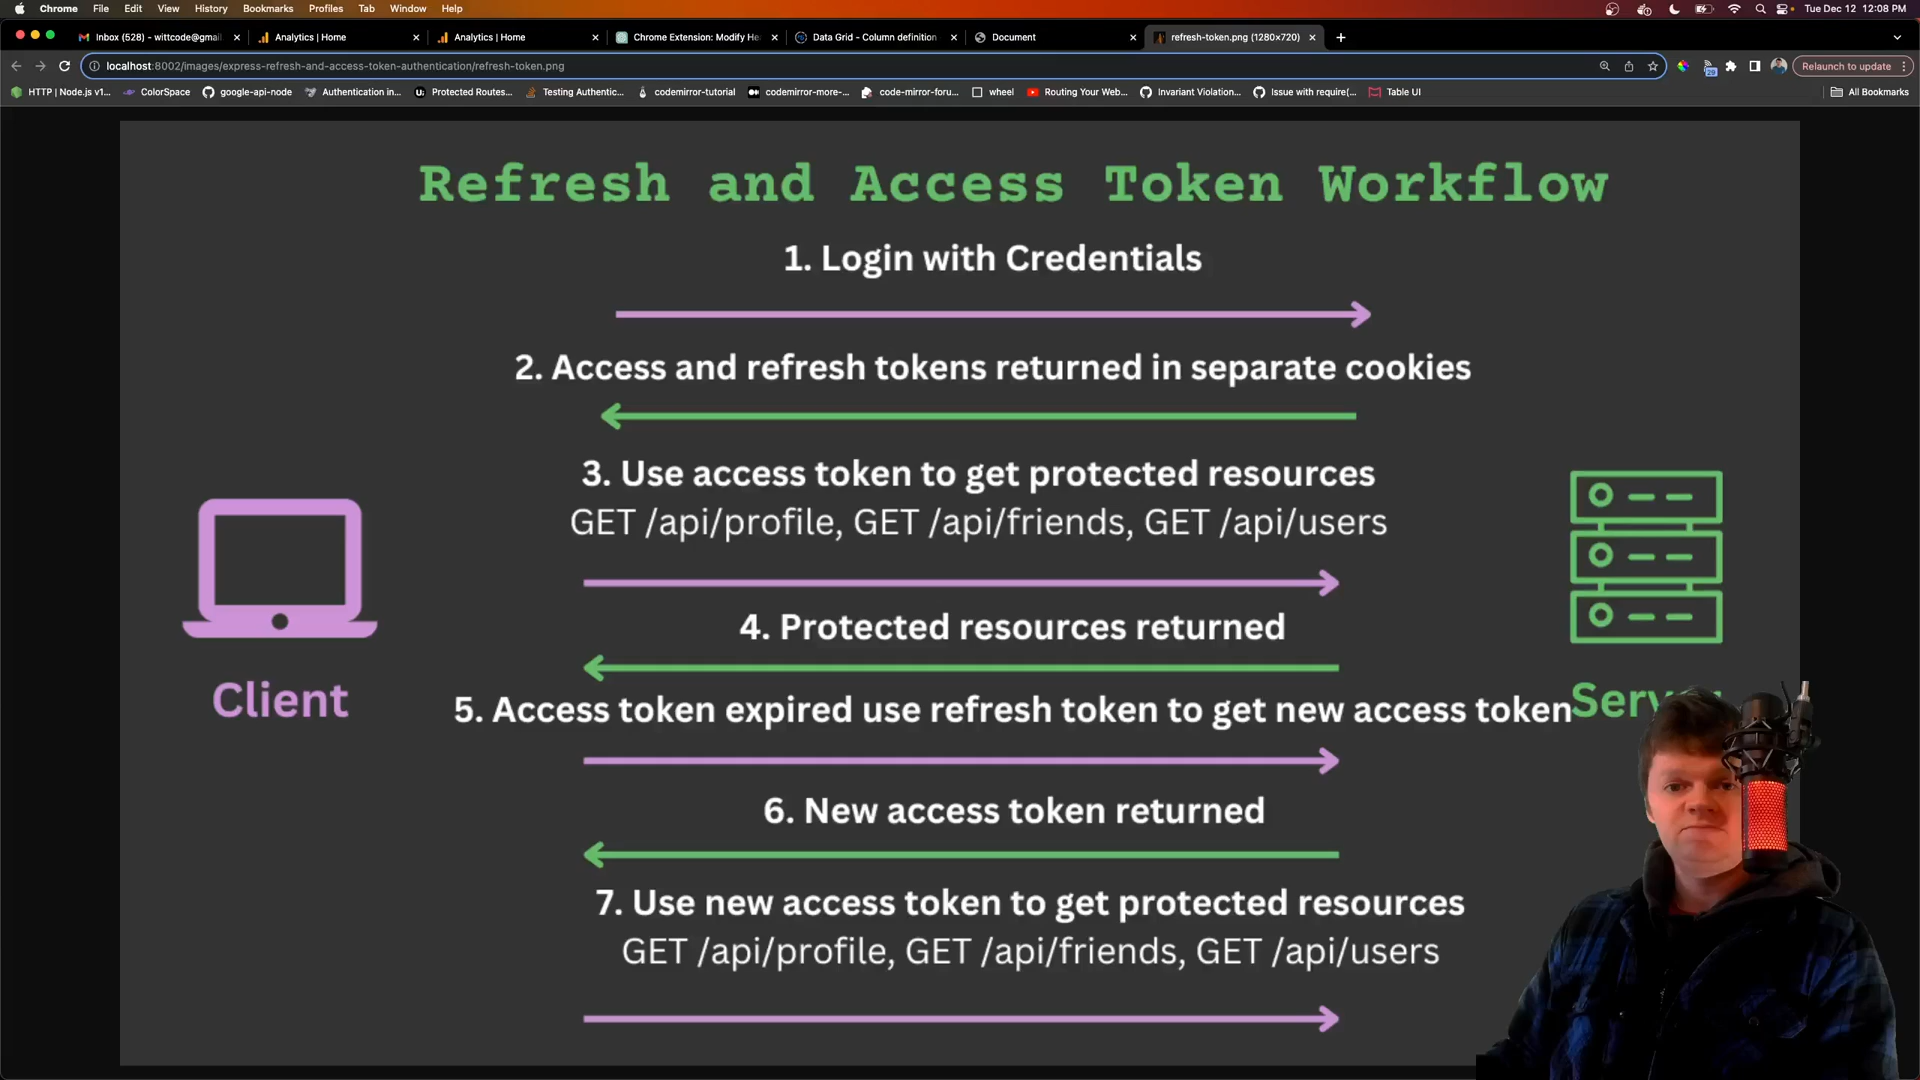 Chrome File Edit View History Bookmarks Profiles Tab Window Help Tue Dec 12 12:08 PM
Inbox (528) - wittcode@gmail Analytics | Home Analytics | Home Chrome Extension: Modify He Data Grid - Column definition Document refresh-token.png (1280×720)
localhost:8002/images/express-refresh-and-access-token-authentication/refresh-token.png 29 Relaunch to update
HTTP | Node.js v1... ColorSpace google-api-node Authentication in... Protected Routes... Testing Authentic... codemirror-tutorial codemirror-more-... code-mirror-foru... wheel Routing Your Web... Invariant Violation... Issue with require(... Table UI All Bookmarks
Refresh and Access Token Workflow
1. Login with Credentials
2. Access and refresh tokens returned in separate cookies
3. Use access token to get protected resources
GET /api/profile, GET /api/friends, GET /api/users
4. Protected resources returned
Client
5. Access token expired use refresh token to get new access token
6. New access token returned
7. Use new access token to get protected resources
GET /api/profile, GET /api/friends, GET /api/users